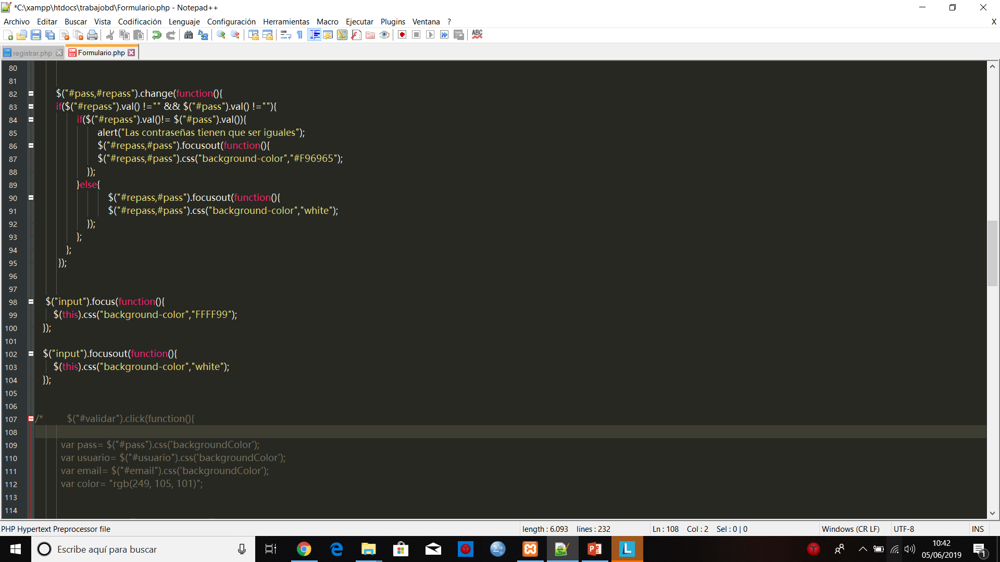 *C:\xampp\htdocs\trabajobd\Formulario.php - Notepad++
Archivo Editar Buscar Vista Codificación Lenguaje Configuración Herramientas Macro Ejecutar Plugins Ventana ? X
ABC
registrar.php Formulario.php
80
81
82 $("#pass,#repass").change(function(){
83 if($("#repass").val() !="" && $("#pass").val() !=""){
84 if($("#repass").val()!= $("#pass").val()){
85 alert("Las contraseñas tienen que ser iguales");
86 $("#repass,#pass").focusout(function(){
87 $("#repass,#pass").css("background-color","#F96965");
88 });
89 }else{
90 $("#repass,#pass").focusout(function(){
91 $("#repass,#pass").css("background-color","white");
92 });
93 };
94 };
95 });
96
97
98 $("input").focus(function(){
99 $(this).css("background-color","FFFF99");
100 });
101
102 $("input").focusout(function(){
103 $(this).css("background-color","white");
104 });
105
106
107 /* $("#validar").click(function(){
108
109 var pass= $("#pass").css('backgroundColor');
110 var usuario= $("#usuario").css('backgroundColor');
111 var email= $("#email").css('backgroundColor');
112 var color= "rgb(249, 105, 101)";
113
114
PHP Hypertext Preprocessor file length : 6.093 lines : 232 Ln : 108 Col : 2 Sel : 0 | 0 Windows (CR LF) UTF-8 INS
Escribe aquí para buscar
L
10:42
05/06/2019
1